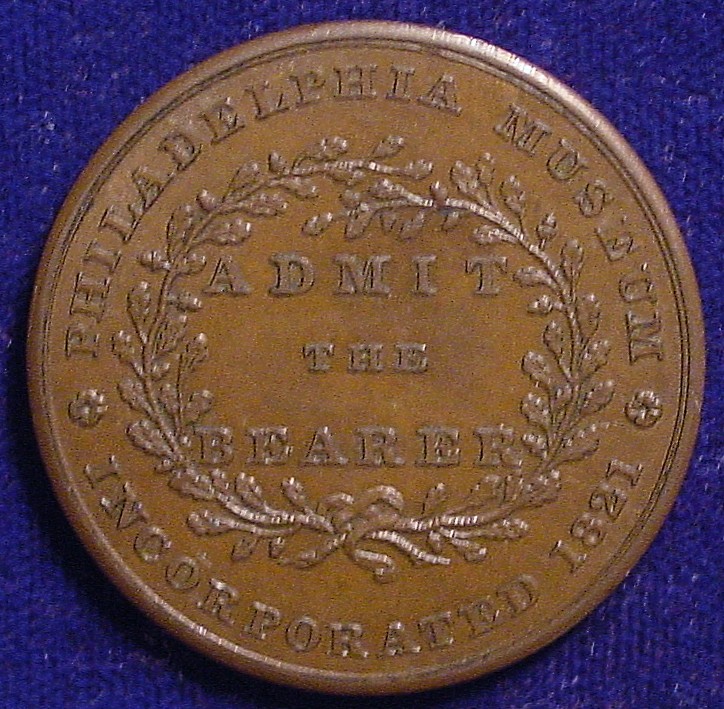 PHILADELPHIA MUSEUM
ADMIT
THE
BEARER
INCORPORATED 1821